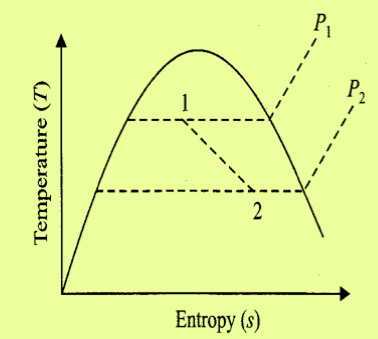 P₁
P₂
1
2
Temperature (T)
Entropy (s)